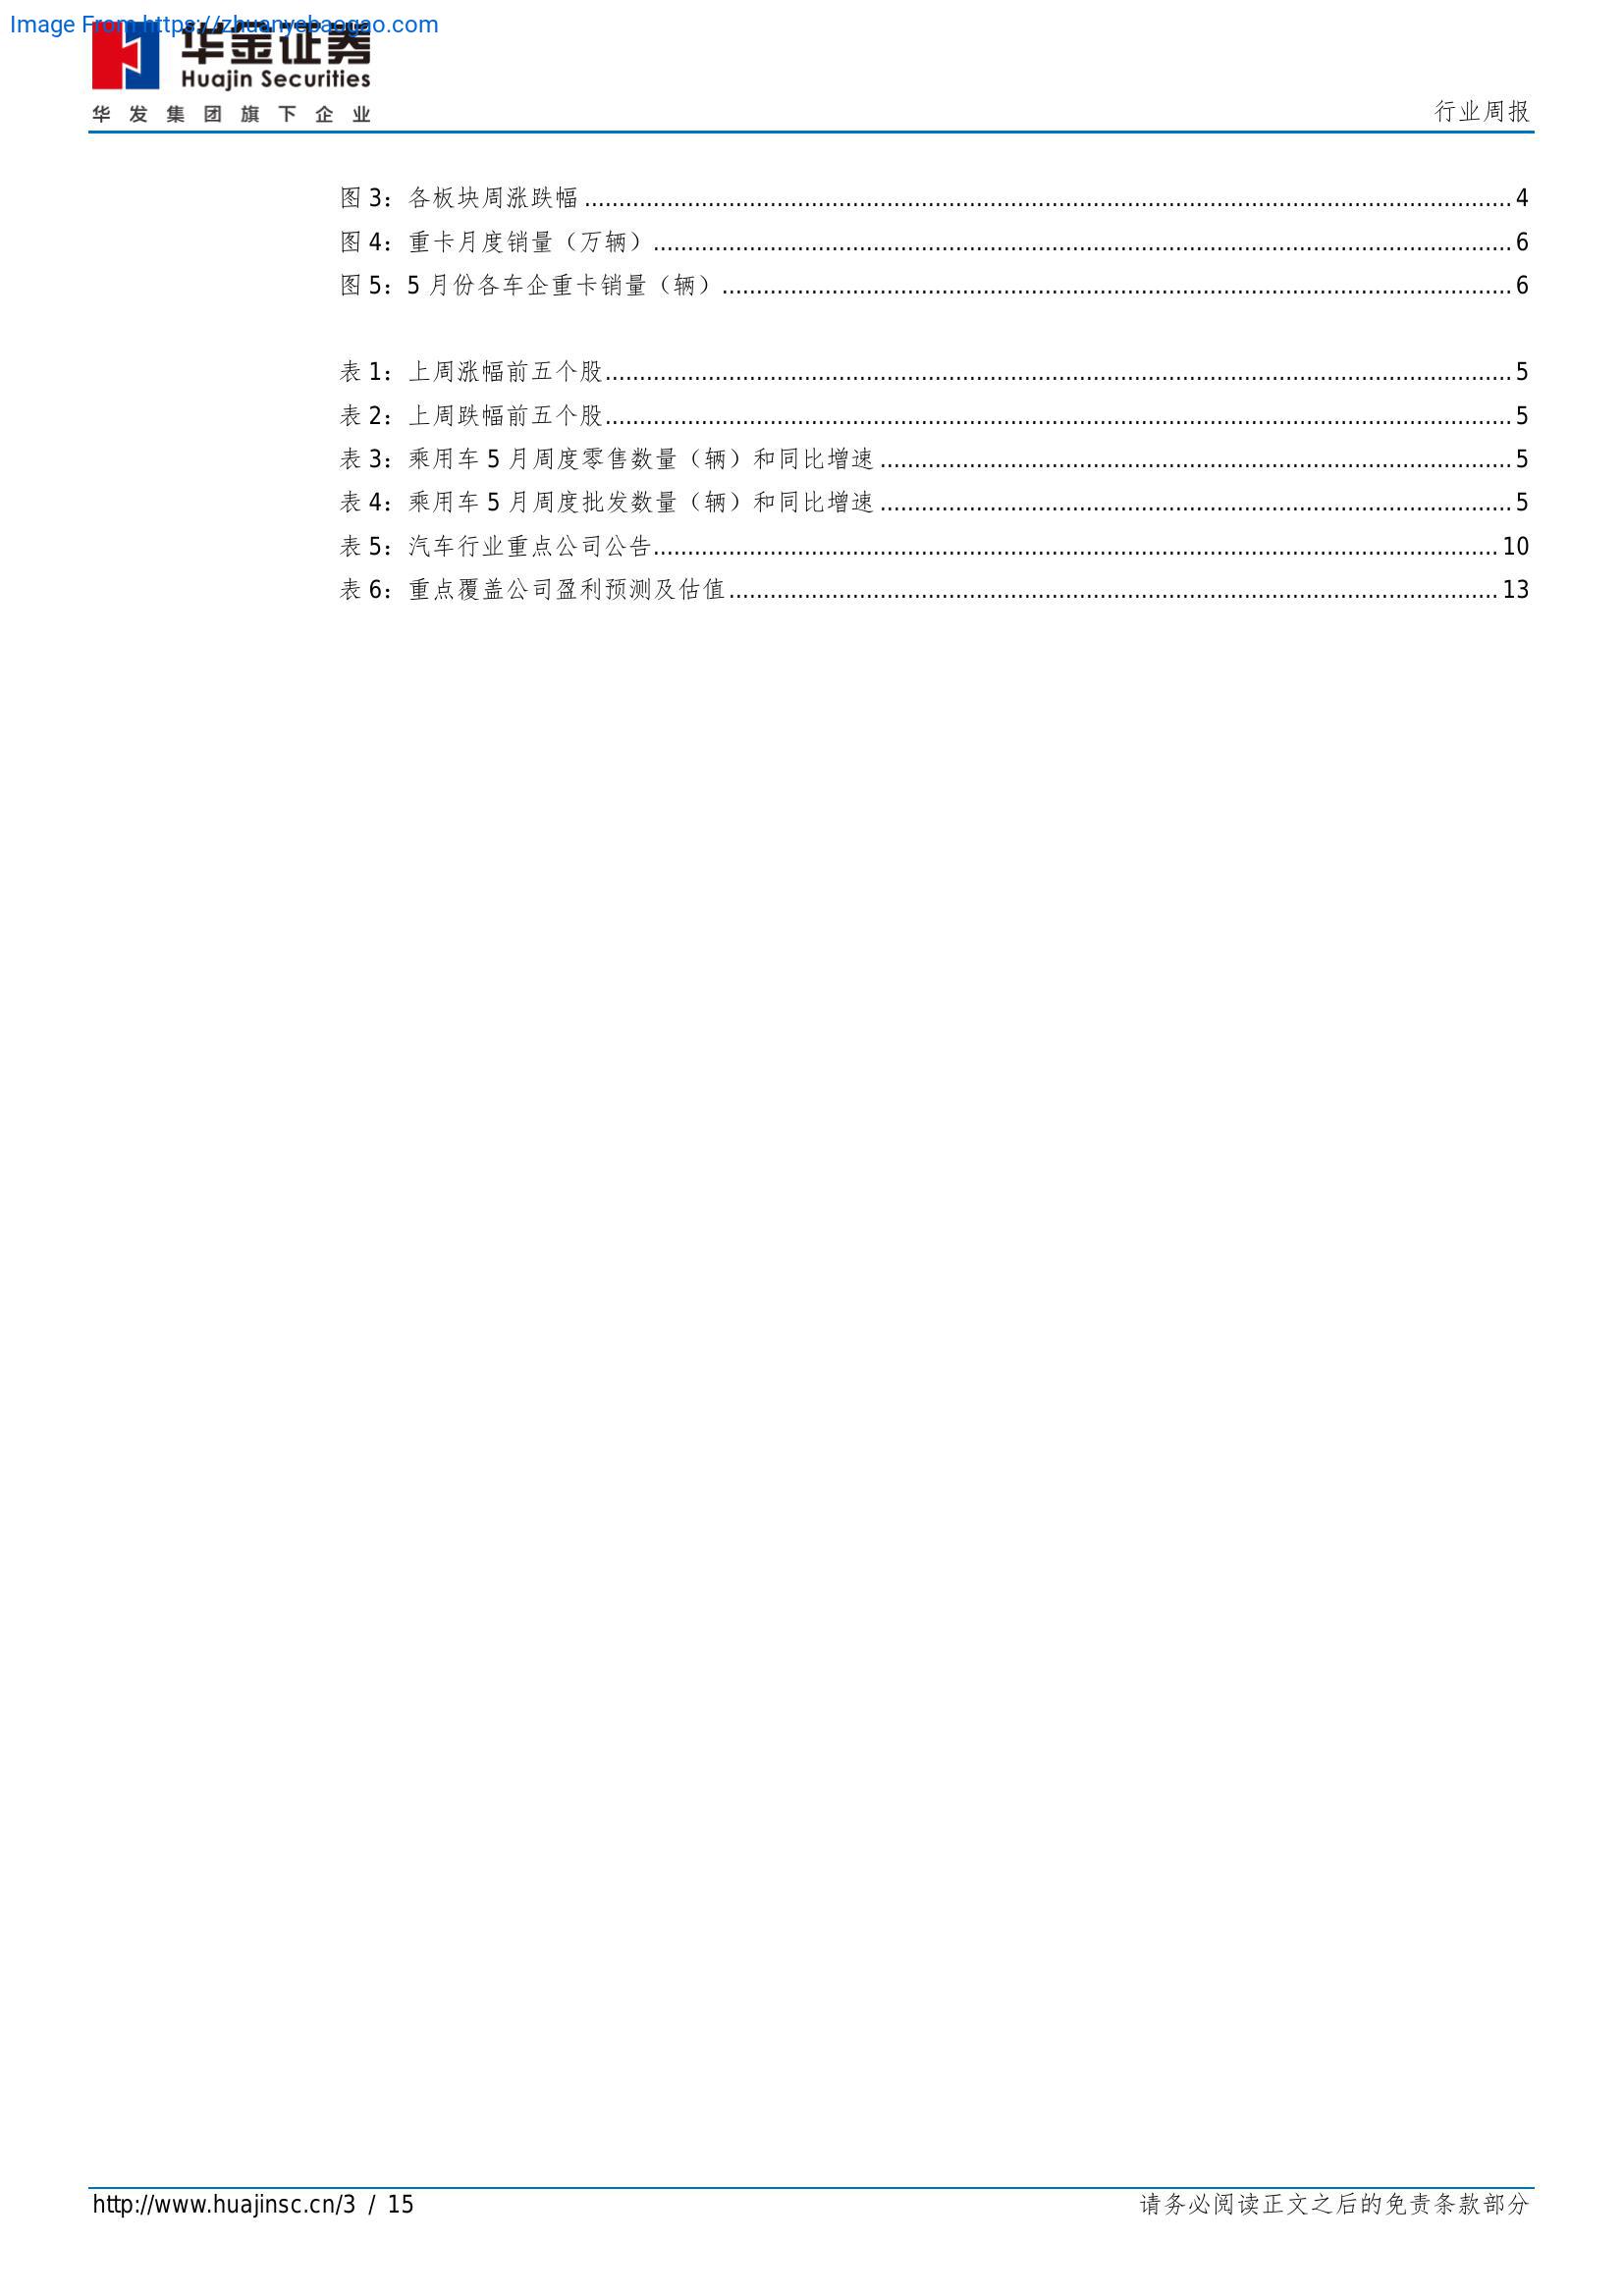 Image From https://zhuanyebaogao.com
华金证券
Huajin Securities
华发集团旗下企业
行业周报
图 3：各板块周涨跌幅 4
图 4：重卡月度销量（万辆） 6
图 5：5 月份各车企重卡销量（辆） 6
表 1：上周涨幅前五个股 5
表 2：上周跌幅前五个股 5
表 3：乘用车 5 月周度零售数量（辆）和同比增速 5
表 4：乘用车 5 月周度批发数量（辆）和同比增速 5
表 5：汽车行业重点公司公告 10
表 6：重点覆盖公司盈利预测及估值 13
http://www.huajinsc.cn/3 / 15
请务必阅读正文之后的免责条款部分